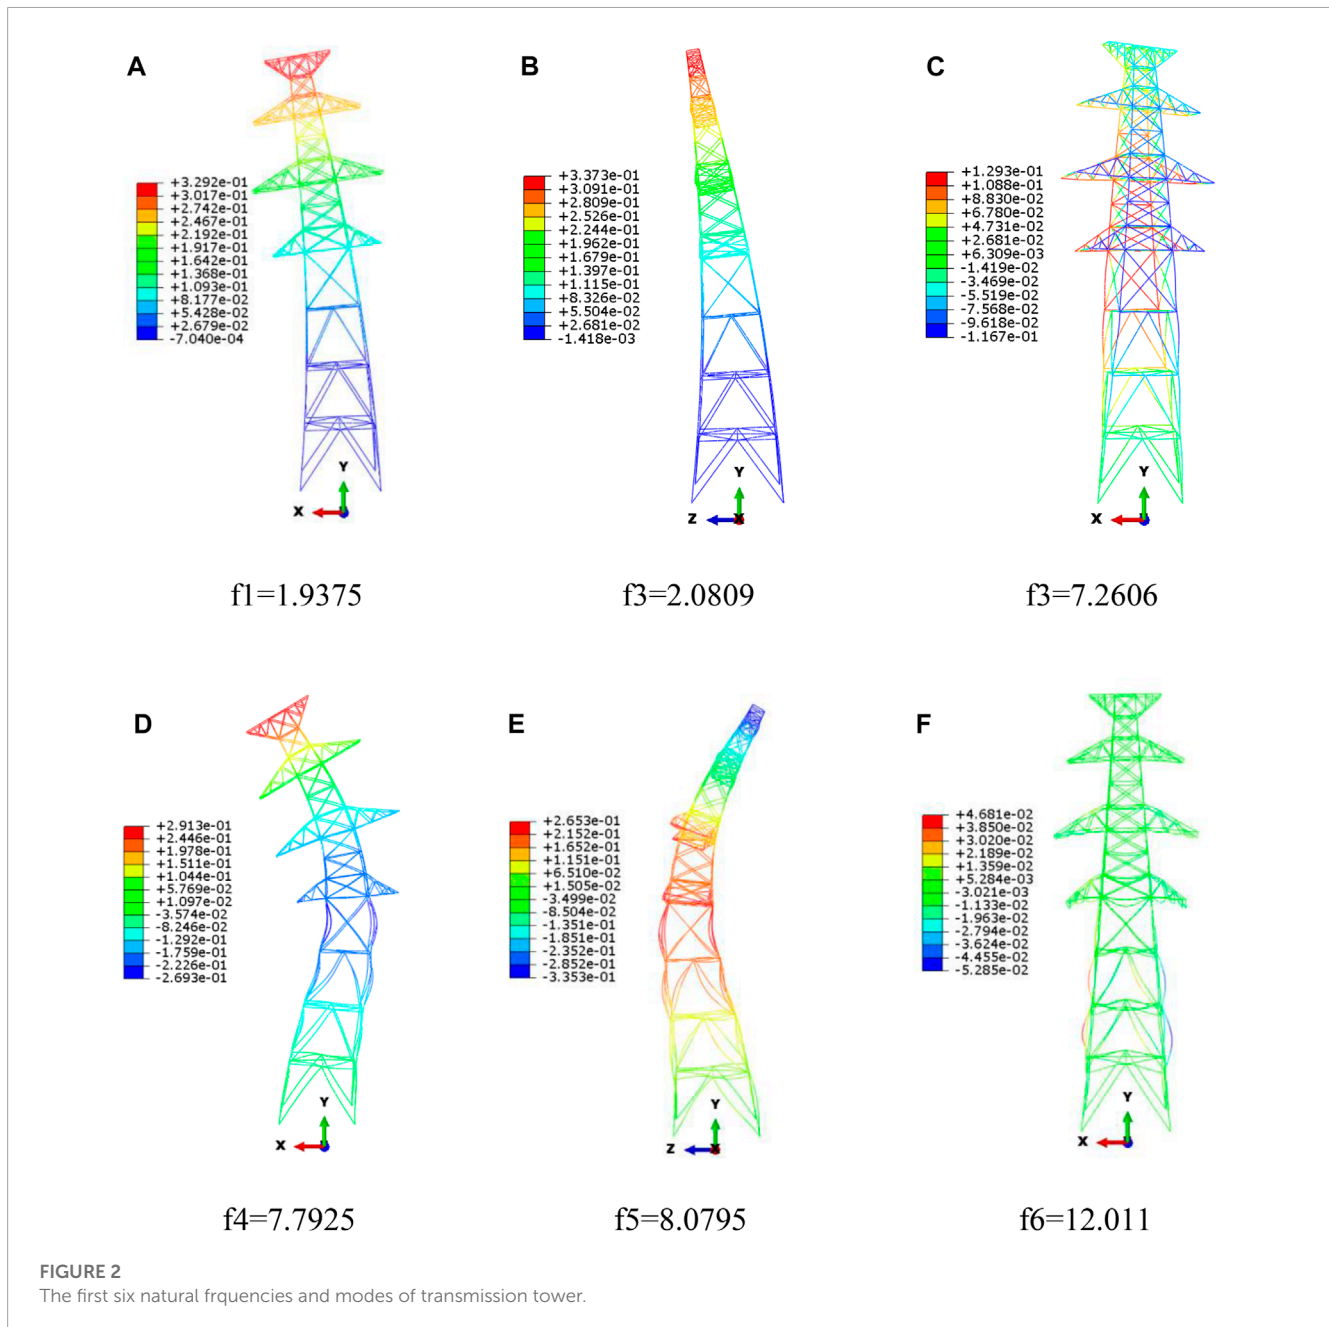 A
+3.292e-01
+3.017e-01
+2.742e-01
+2.467e-01
+2.192e-01
+1.917e-01
+1.642e-01
+1.368e-01
+1.093e-01
+8.177e-02
+5.428e-02
+2.679e-02
-7.040e-04
Y
X
f1=1.9375
B
+3.373e-01
+3.091e-01
+2.809e-01
+2.526e-01
+2.244e-01
+1.962e-01
+1.679e-01
+1.397e-01
+1.115e-01
+8.326e-02
+5.504e-02
+2.681e-02
-1.418e-03
Y
Z X
f3=2.0809
C
+1.293e-01
+1.088e-01
+8.830e-02
+6.780e-02
+4.731e-02
+2.681e-02
+6.309e-03
-1.419e-02
-3.469e-02
-5.519e-02
-7.568e-02
-9.618e-02
-1.167e-01
Y
X
f3=7.2606
D
+2.913e-01
+2.446e-01
+1.978e-01
+1.511e-01
+1.044e-01
+5.769e-02
+1.097e-02
-3.574e-02
-8.246e-02
-1.292e-01
-1.759e-01
-2.226e-01
-2.693e-01
Y
X
f4=7.7925
E
+2.653e-01
+2.152e-01
+1.652e-01
+1.151e-01
+6.510e-02
+1.505e-02
-3.499e-02
-8.504e-02
-1.351e-01
-1.851e-01
-2.352e-01
-2.852e-01
-3.353e-01
Y
Z X
f5=8.0795
F
+4.681e-02
+3.850e-02
+3.020e-02
+2.189e-02
+1.359e-02
+5.284e-03
-3.021e-03
-1.133e-02
-1.963e-02
-2.794e-02
-3.624e-02
-4.455e-02
-5.285e-02
Y
X
f6=12.011
FIGURE 2
The first six natural frquencies and modes of transmission tower.